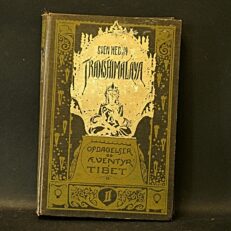 SVEN HEDIN
TRANSHIMALAYA
OPDAGELSER
OG
ÆVENTYR
TIBET
II